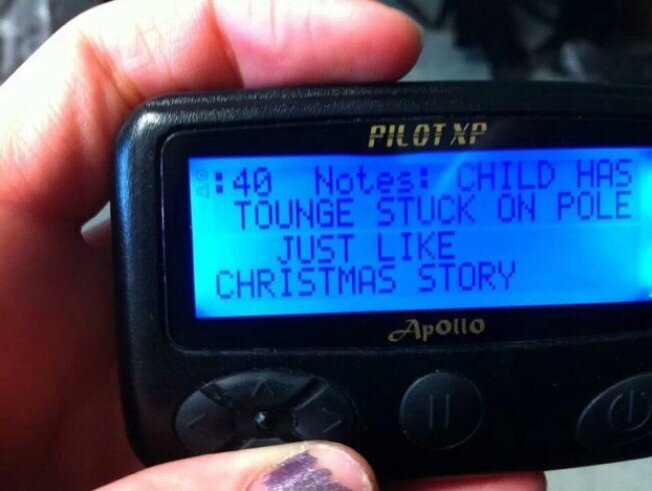 PILOT XP
:40 Notes: CHILD HAS
TOUNGE STUCK ON POLE
JUST LIKE
CHRISTMAS STORY
Apollo